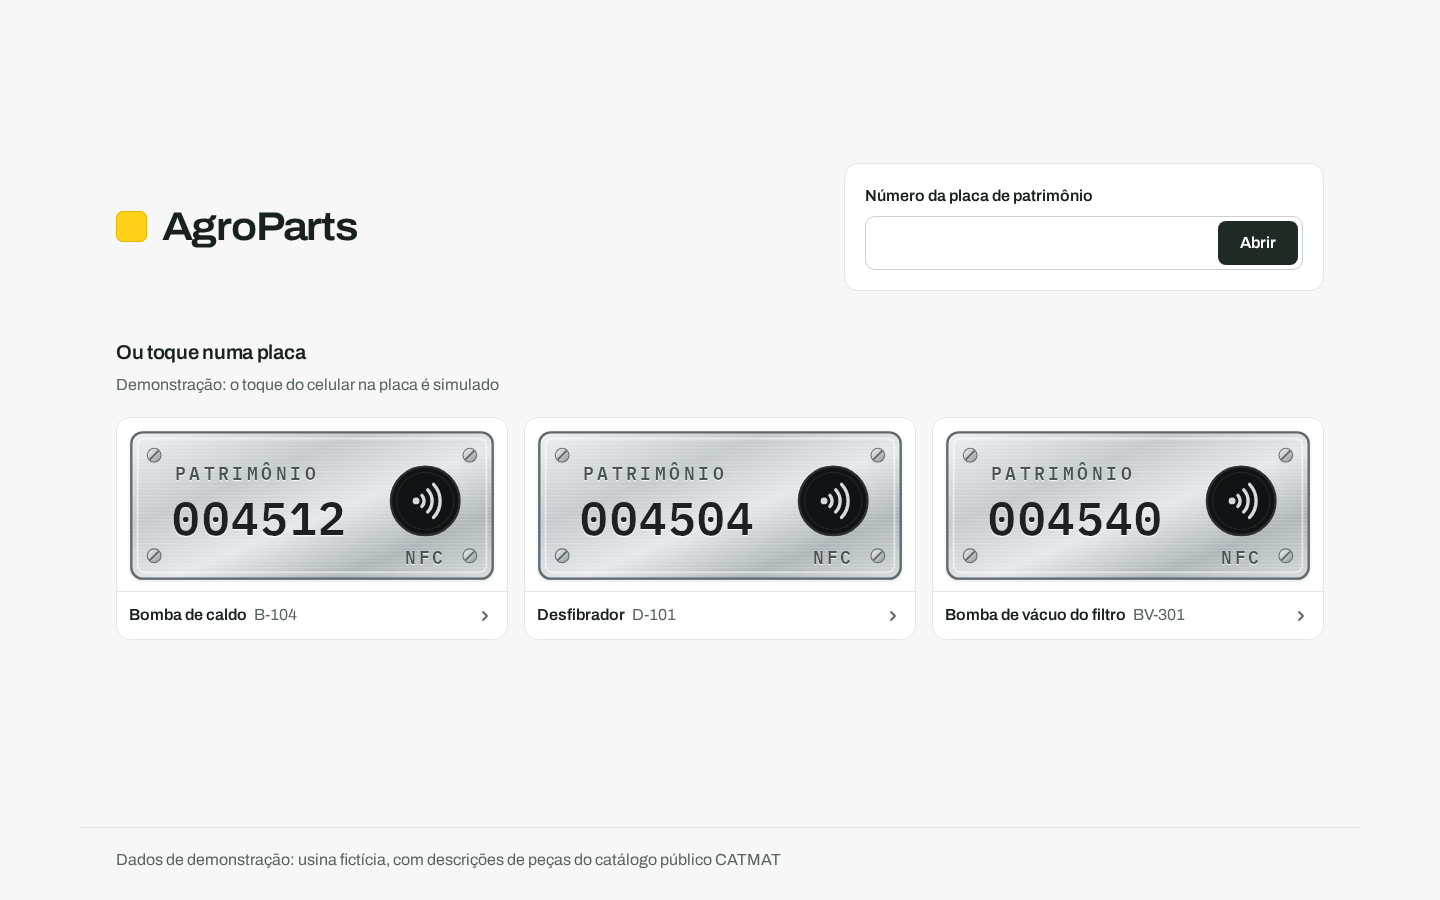 AgroParts
Número da placa de patrimônio
Abrir
Ou toque numa placa
Demonstração: o toque do celular na placa é simulado
PATRIMÔNIO
004512
NFC
Bomba de caldo B-104
PATRIMÔNIO
004504
NFC
Desfibrador D-101
PATRIMÔNIO
004540
NFC
Bomba de vácuo do filtro BV-301
Dados de demonstração: usina fictícia, com descrições de peças do catálogo público CATMAT